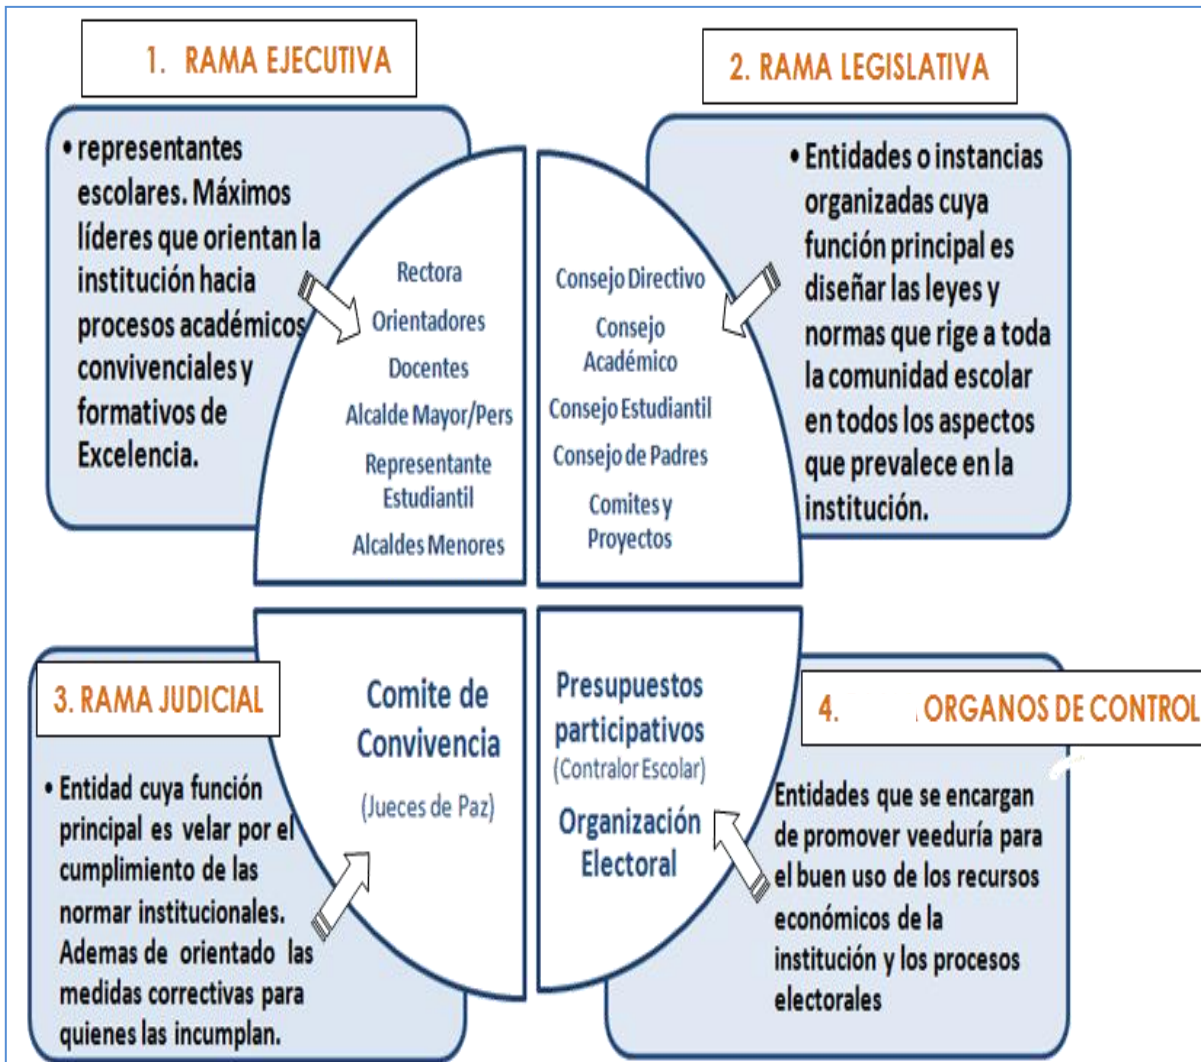 1. RAMA EJECUTIVA
• representantes
escolares. Máximos
líderes que orientan la
institución hacia
procesos académicos
convivenciales y
formativos de
Excelencia.
Rectora
Orientadores
Docentes
Alcalde Mayor/Pers
Representante
Estudiantil
Alcaldes Menores
2. RAMA LEGISLATIVA
• Entidades o instancias
organizadas cuya
función principal es
diseñar las leyes y
normas que rige a toda
la comunidad escolar
en todos los aspectos
que prevalece en la
institución.
Consejo Directivo
Consejo
Académico
Consejo Estudiantil
Consejo de Padres
Comites y
Proyectos
3. RAMA JUDICIAL
• Entidad cuya función
principal es velar por el
cumplimiento de las
normar institucionales.
Ademas de orientado las
medidas correctivas para
quienes las incumplan.
Comite de
Convivencia
(Jueces de Paz)
4. ORGANOS DE CONTROL
Entidades que se encargan
de promover veeduría para
el buen uso de los recursos
económicos de la
institución y los procesos
electorales
Presupuestos
participativos
(Contralor Escolar)
Organización
Electoral